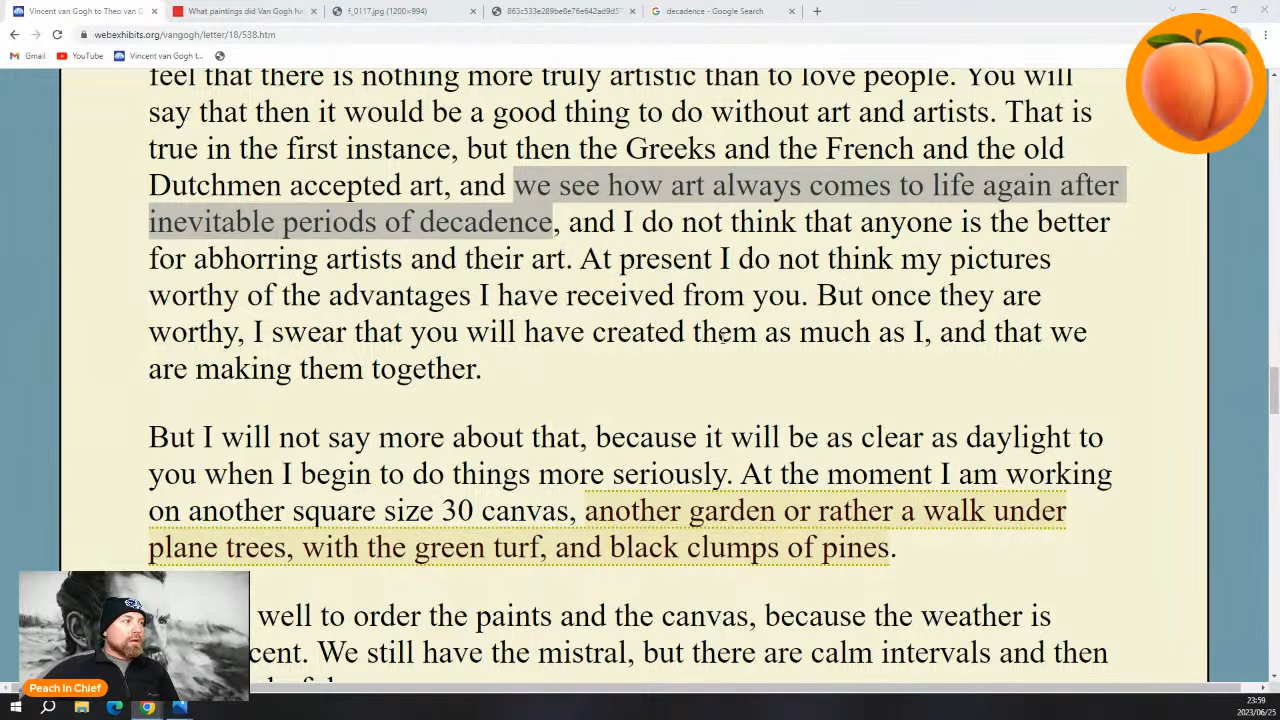 Vincent van Gogh to Theo van G
What paintings did Van Gogh ha
f_0117.jpg (1200×994)
decadence - Google Search
webexhibits.org/vangogh/letter/18/538.htm
Gmail
YouTube
Vincent van Gogh t...
feel that there is nothing more truly artistic than to love people. You will
say that then it would be a good thing to do without art and artists. That is
true in the first instance, but then the Greeks and the French and the old
Dutchmen accepted art, and we see how art always comes to life again after
inevitable periods of decadence, and I do not think that anyone is the better
for abhorring artists and their art. At present I do not think my pictures
worthy of the advantages I have received from you. But once they are
worthy, I swear that you will have created them as much as I, and that we
are making them together.
But I will not say more about that, because it will be as clear as daylight to
you when I begin to do things more seriously. At the moment I am working
on another square size 30 canvas, another garden or rather a walk under
plane trees, with the green turf, and black clumps of pines.
well to order the paints and the canvas, because the weather is
cent. We still have the mistral, but there are calm intervals and then
Peach In Chief
23:59
2023/06/25